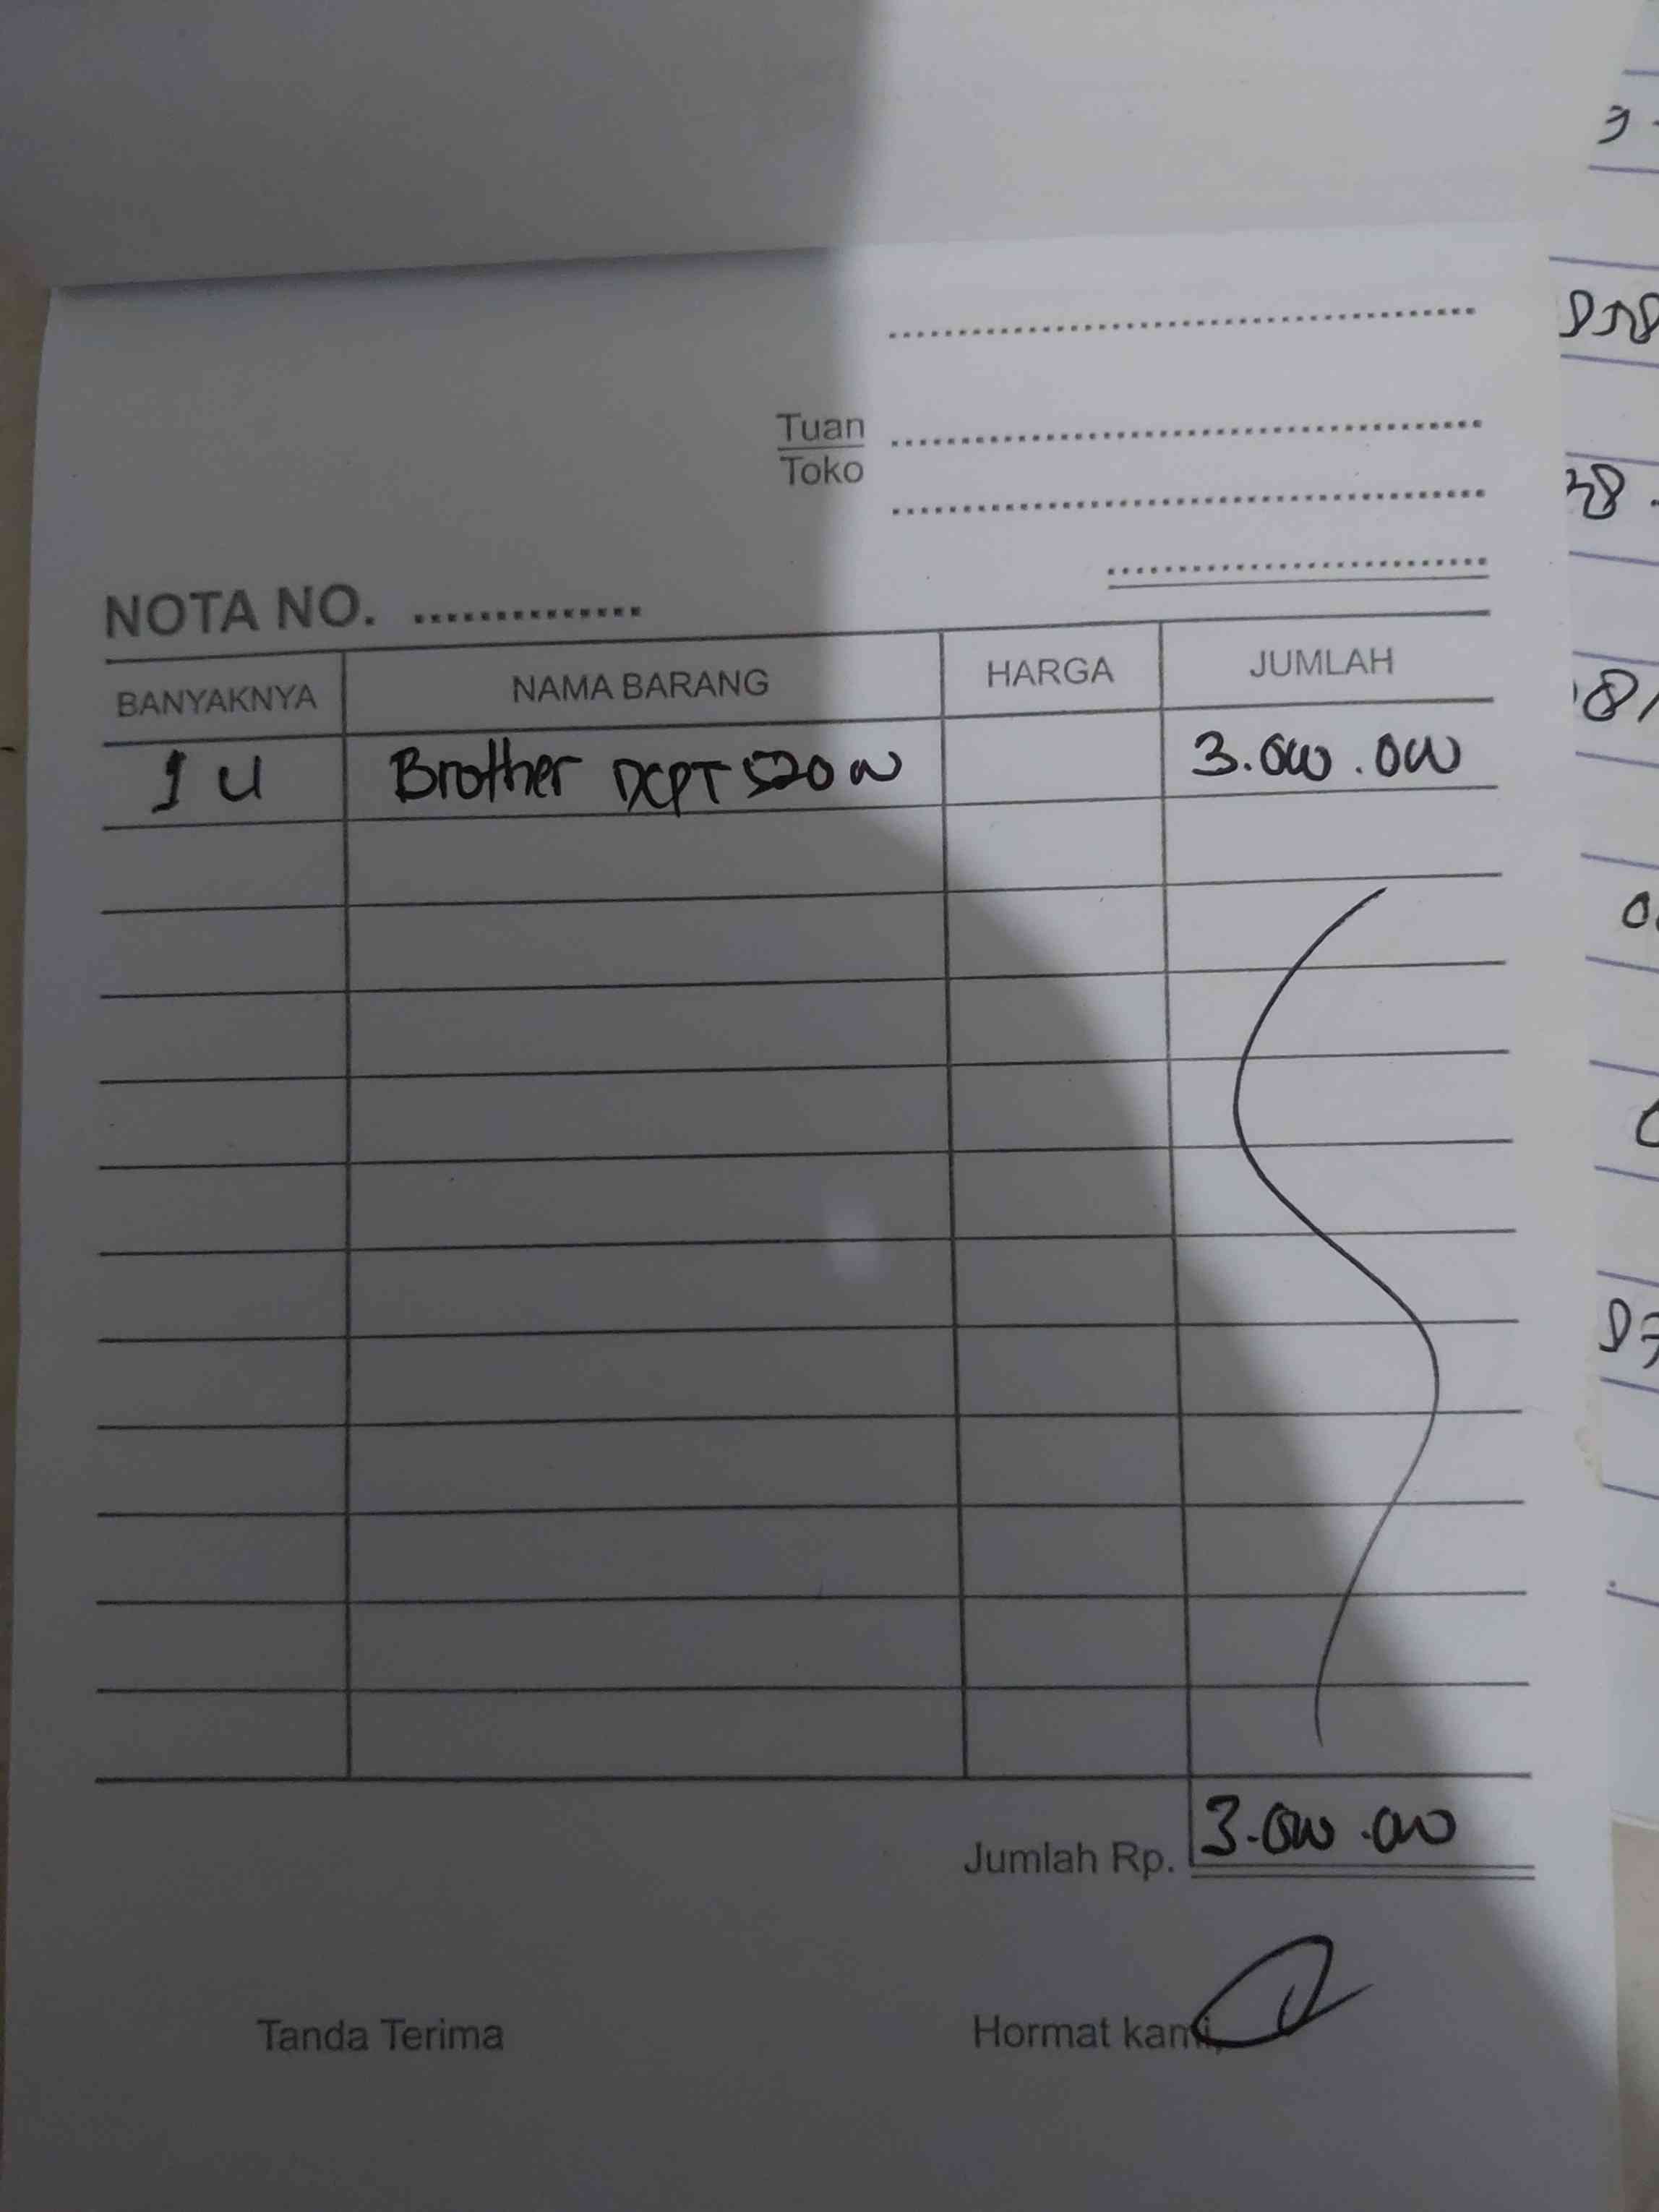 Tuan
Toko
NOTA NO.
BANYAKNYA NAMA BARANG HARGA JUMLAH
1 U Brother DCPT 520 W 3.000.000
Jumlah Rp. 3.000.000
Tanda Terima Hormat kami,